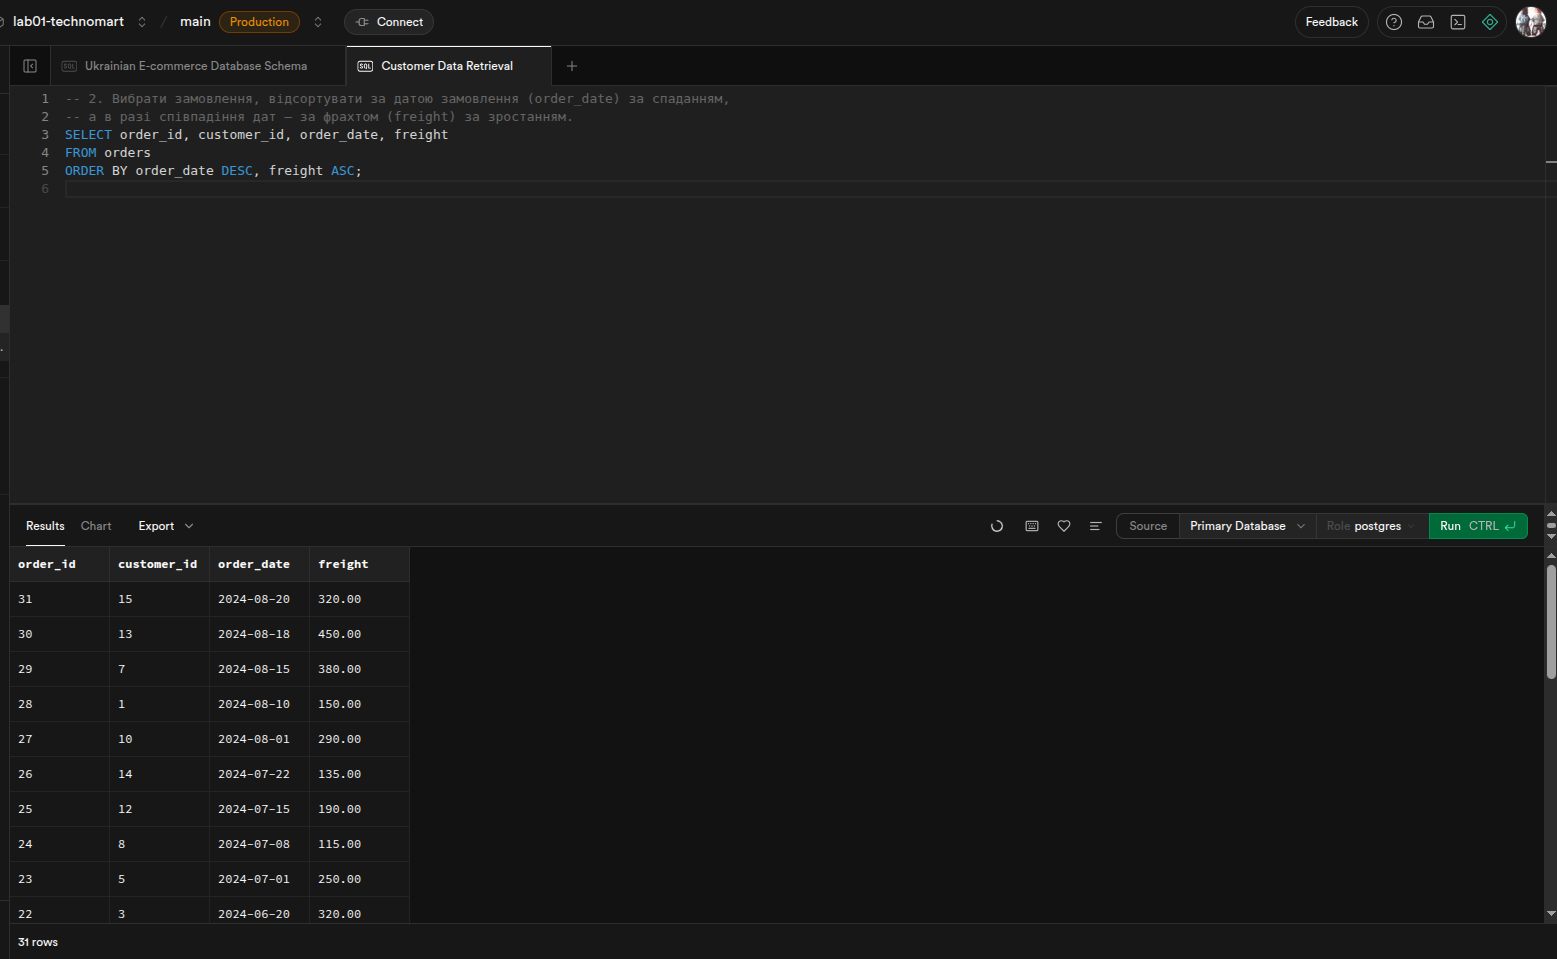 lab01-technomart / main Production Connect Feedback
SQL Ukrainian E-commerce Database Schema SQL Customer Data Retrieval +
1 -- 2. Вибрати замовлення, відсортувати за датою замовлення (order_date) за спаданням,
2 -- а в разі співпадіння дат — за фрахтом (freight) за зростанням.
3 SELECT order_id, customer_id, order_date, freight
4 FROM orders
5 ORDER BY order_date DESC, freight ASC;
6
Results Chart Export Source Primary Database Role postgres Run CTRL
order_id customer_id order_date freight
31 15 2024-08-20 320.00
30 13 2024-08-18 450.00
29 7 2024-08-15 380.00
28 1 2024-08-10 150.00
27 10 2024-08-01 290.00
26 14 2024-07-22 135.00
25 12 2024-07-15 190.00
24 8 2024-07-08 115.00
23 5 2024-07-01 250.00
22 3 2024-06-20 320.00
31 rows